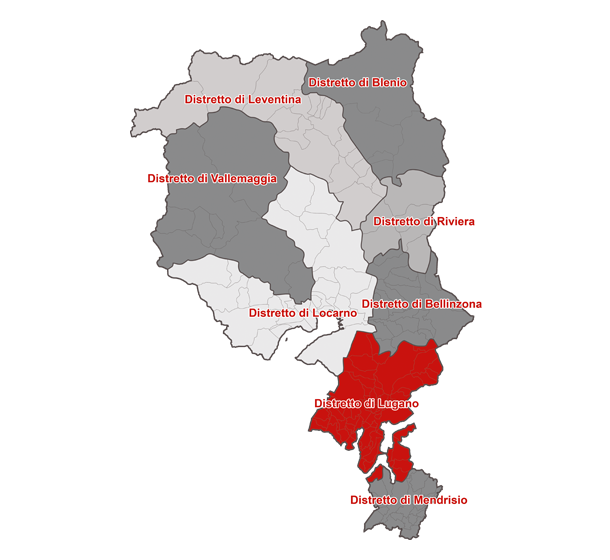 Distretto di Blenio
Distretto di Leventina
Distretto di Vallemaggia
Distretto di Riviera
Distretto di Bellinzona
Distretto di Locarno
Distretto di Lugano
Distretto di Mendrisio